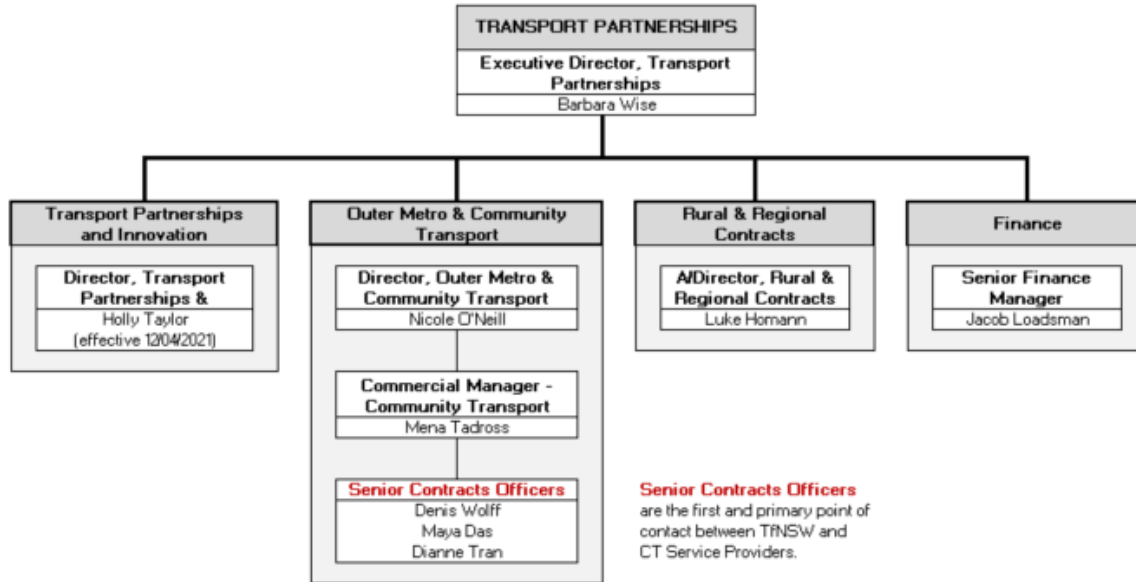 TRANSPORT PARTNERSHIPS
Executive Director, Transport
Partnerships
Barbara Wise
Transport Partnerships
and Innovation
Director, Transport
Partnerships &
Holly Taylor
(effective 12/04/2021)
Outer Metro & Community
Transport
Director, Outer Metro &
Community Transport
Nicole O'Neill
Commercial Manager -
Community Transport
Mena Tadross
Senior Contracts Officers
Denis Wolff
Maya Das
Dianne Tran
Rural & Regional
Contracts
A/Director, Rural &
Regional Contracts
Luke Homann
Finance
Senior Finance
Manager
Jacob Loadsman
Senior Contracts Officers
are the first and primary point of
contact between TfNSW and
CT Service Providers.